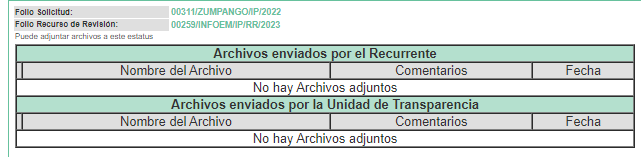 Folio Solicitud: 00311/ZUMPANGO/IP/2022
Folio Recurso de Revisión: 00259/INFOEM/IP/RR/2023
Puede adjuntar archivos a este estatus
Archivos enviados por el Recurrente
Nombre del Archivo Comentarios Fecha
No hay Archivos adjuntos
Archivos enviados por la Unidad de Transparencia
Nombre del Archivo Comentarios Fecha
No hay Archivos adjuntos